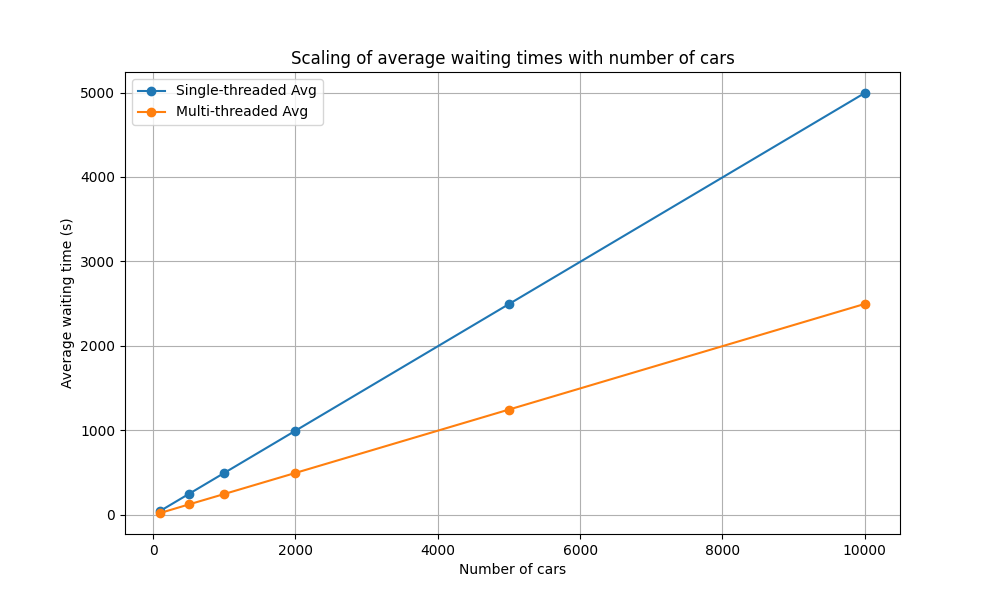 Scaling of average waiting times with number of cars
Single-threaded Avg
Multi-threaded Avg
Average waiting time (s)
5000
4000
3000
2000
1000
0
0 2000 4000 6000 8000 10000
Number of cars